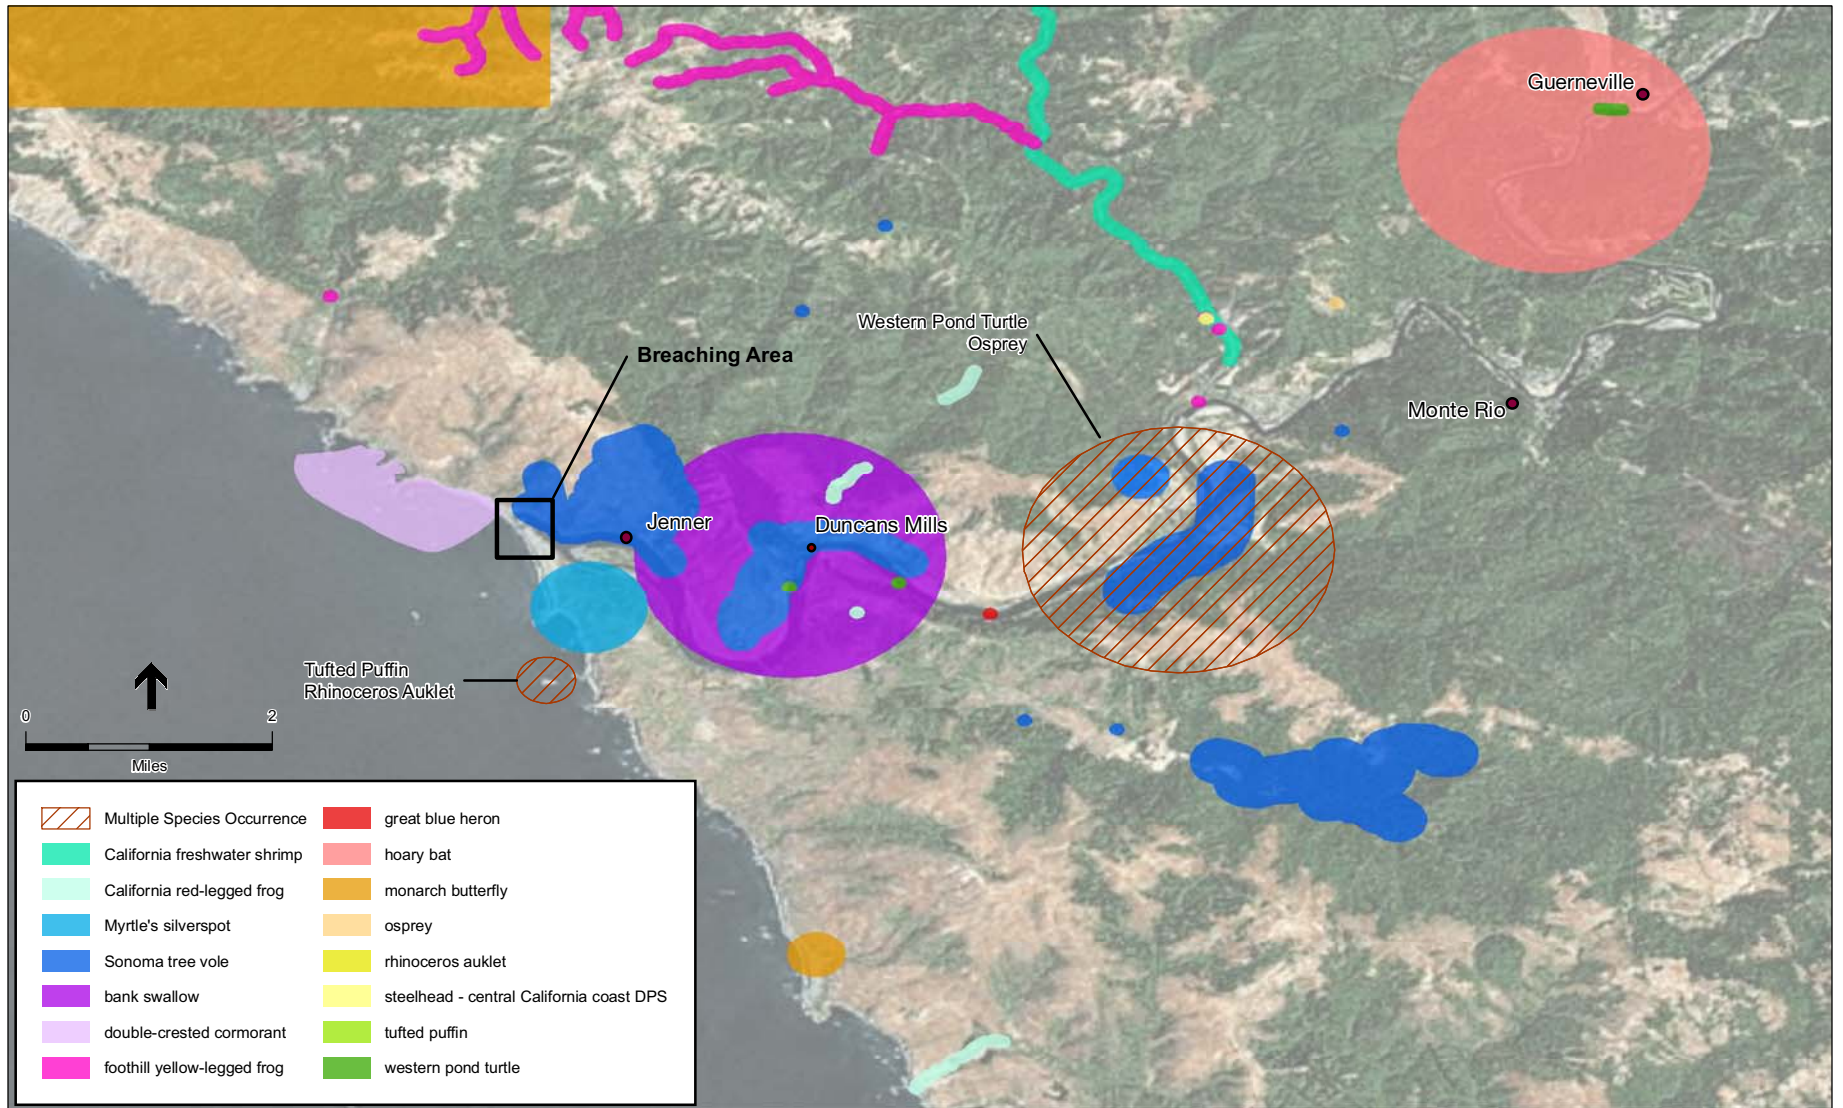 Guerneville
Western Pond Turtle
Osprey
Breaching Area
Monte Rio
Jenner
Duncans Mills
Tufted Puffin
Rhinoceros Auklet
0
2
Miles
Multiple Species Occurrence
California freshwater shrimp
California red-legged frog
Myrtle's silverspot
Sonoma tree vole
bank swallow
double-crested cormorant
foothill yellow-legged frog
great blue heron
hoary bat
monarch butterfly
osprey
rhinoceros auklet
steelhead - central California coast DPS
tufted puffin
western pond turtle